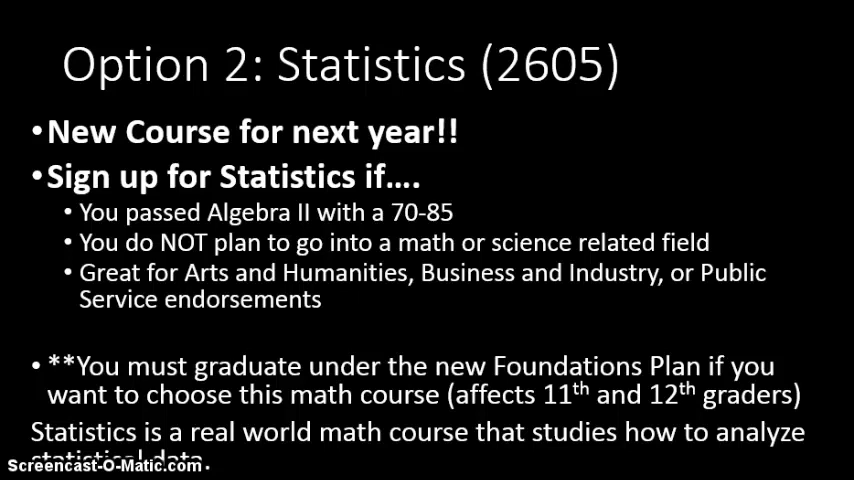 Option 2: Statistics (2605)
•New Course for next year!!
•Sign up for Statistics if….
• You passed Algebra II with a 70-85
• You do NOT plan to go into a math or science related field
• Great for Arts and Humanities, Business and Industry, or Public
Service endorsements
• **You must graduate under the new Foundations Plan if you
want to choose this math course (affects 11th and 12th graders)
Statistics is a real world math course that studies how to analyze
statistical data.
Screencast-O-Matic.com